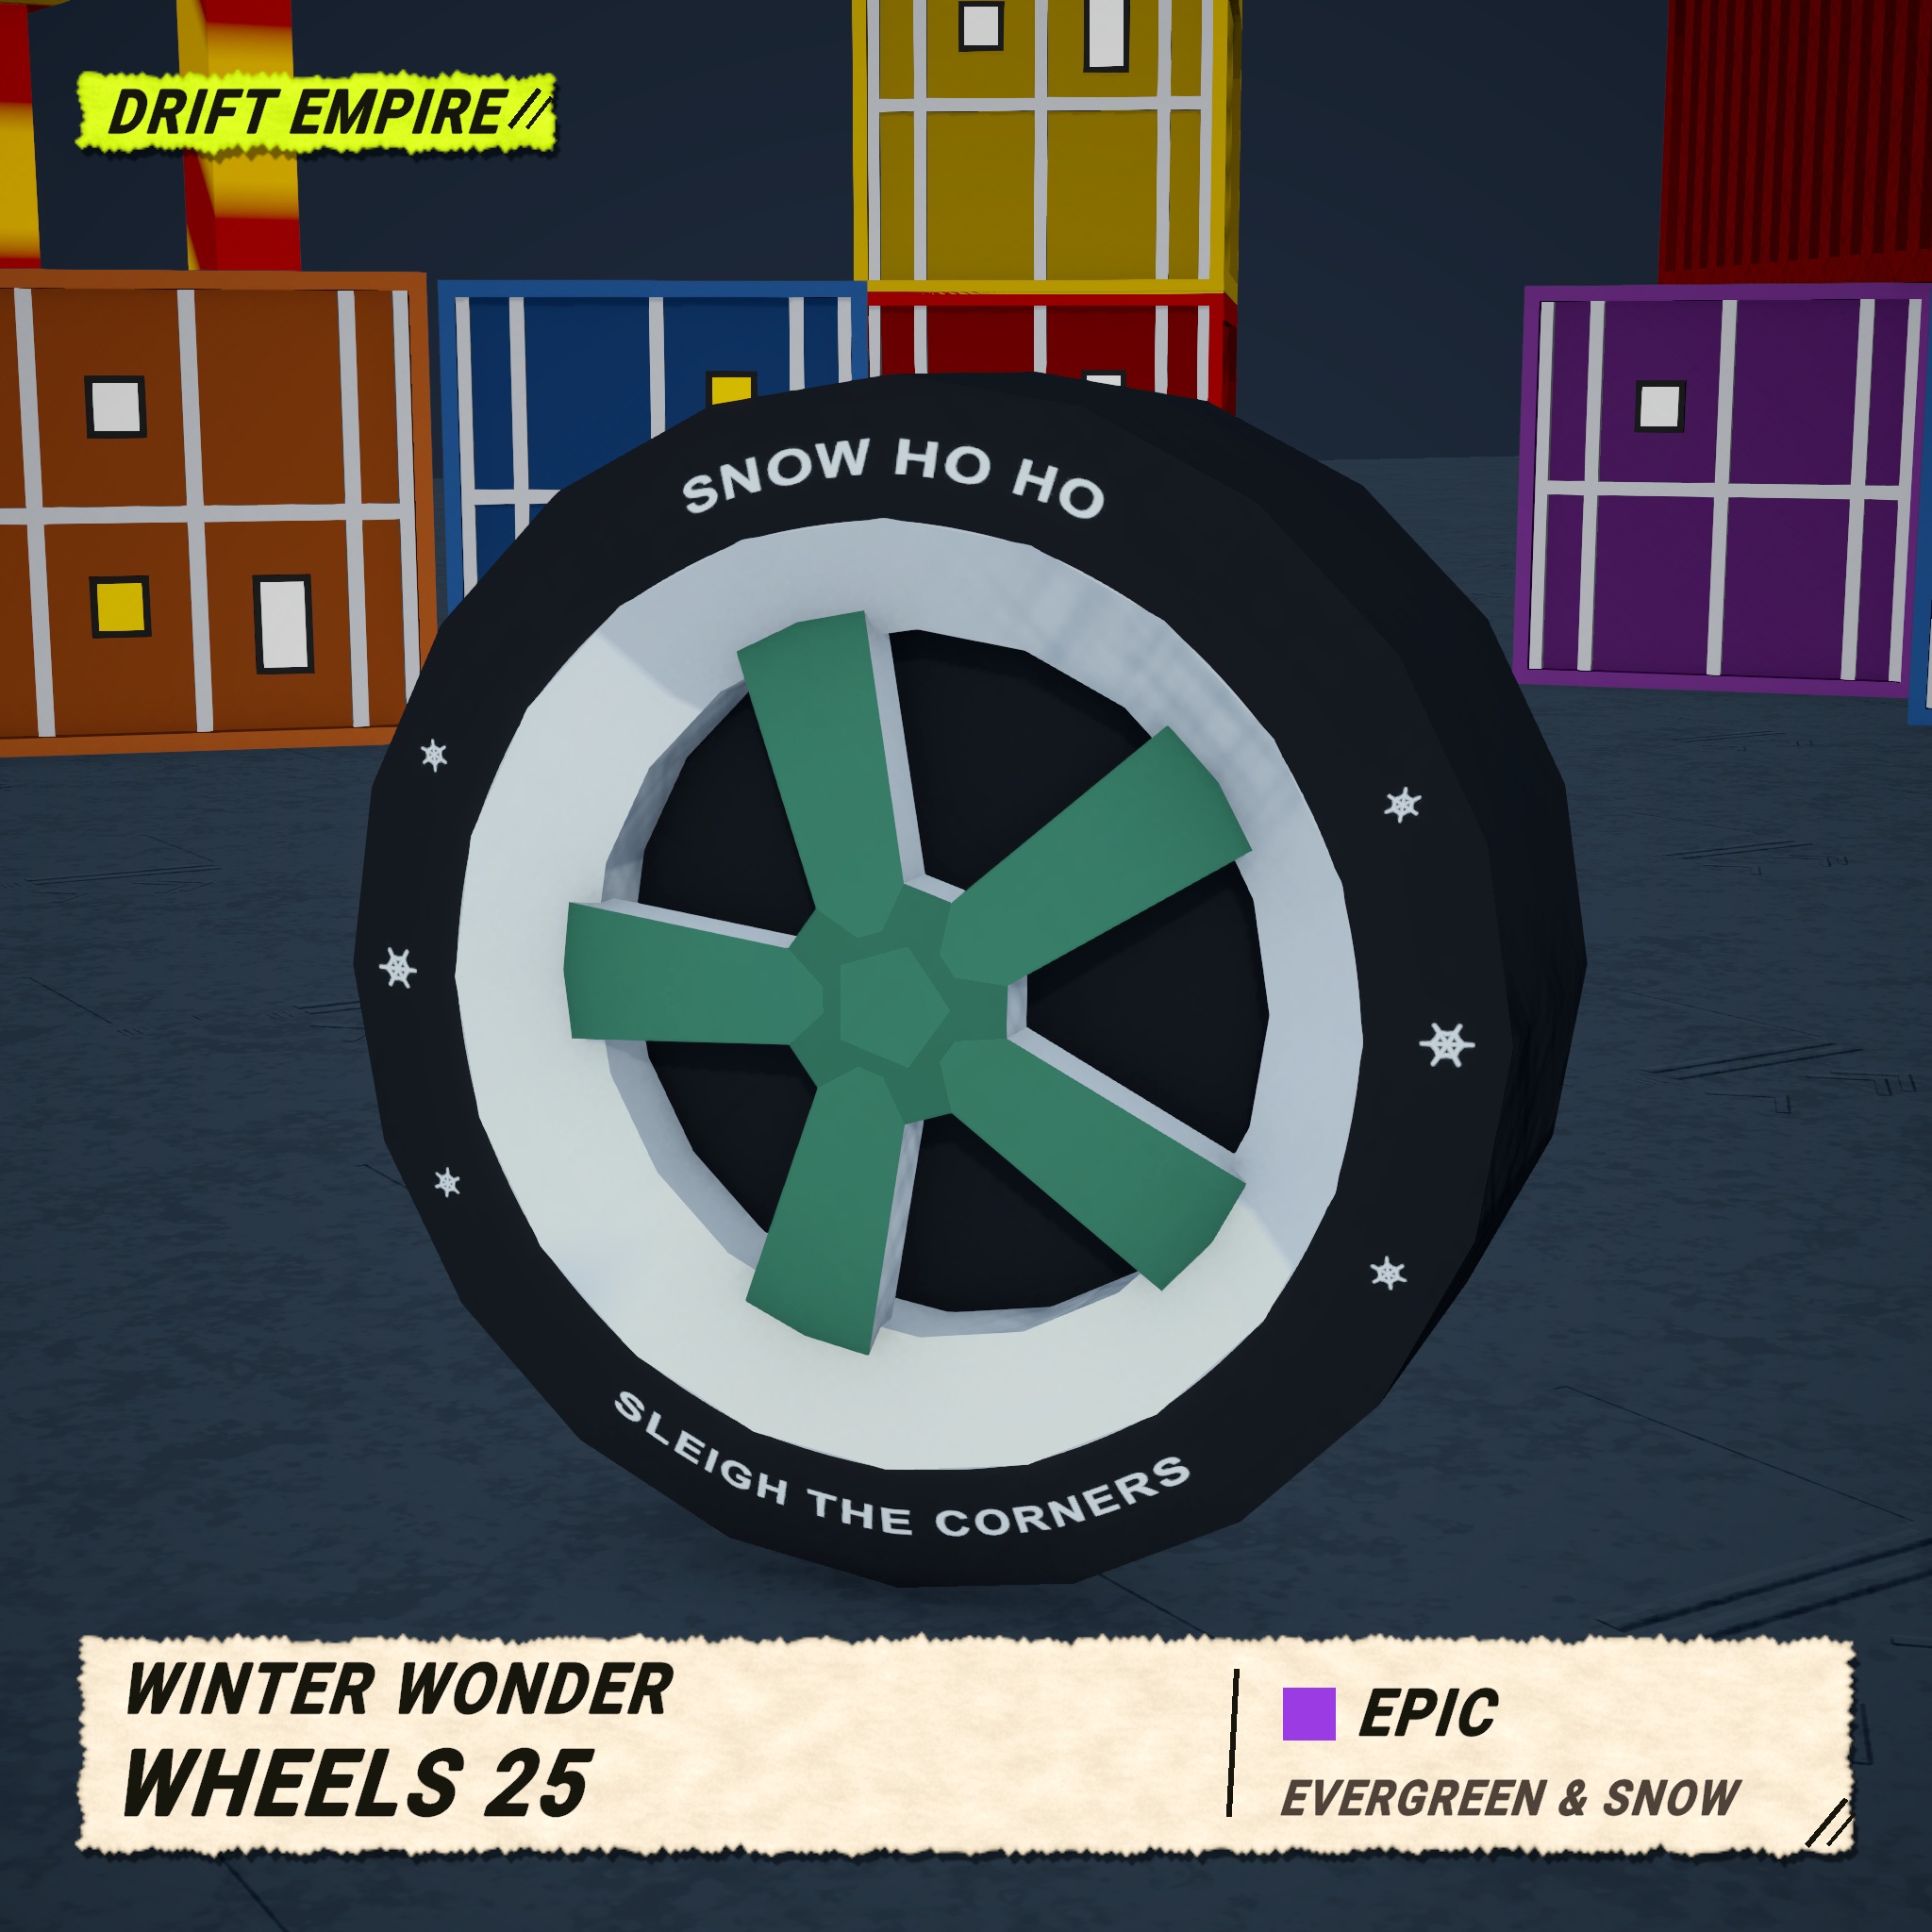 DRIFT EMPIRE//
SNOW HO HO
SLEIGH THE CORNERS
WINTER WONDER
WHEELS 25
EPIC
EVERGREEN & SNOW